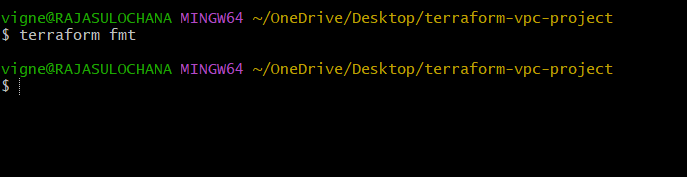 vigne@RAJASULOCHANA MINGW64 ~/OneDrive/Desktop/terraform-vpc-project
$ terraform fmt
vigne@RAJASULOCHANA MINGW64 ~/OneDrive/Desktop/terraform-vpc-project
$